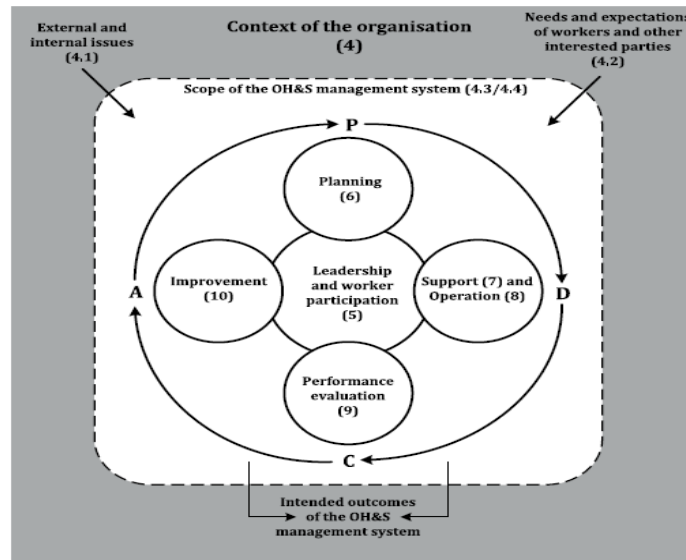 Context of the organisation
(4)
External and
internal issues
(4.1)
Needs and expectations
of workers and other
interested parties
(4.2)
Scope of the OH&S management system (4.3/4.4)
P
Planning
(6)
A
Improvement
(10)
Leadership
and worker
participation
(5)
Support (7) and
Operation (8)
D
Performance
evaluation
(9)
C
Intended outcomes
of the OH&S
management system